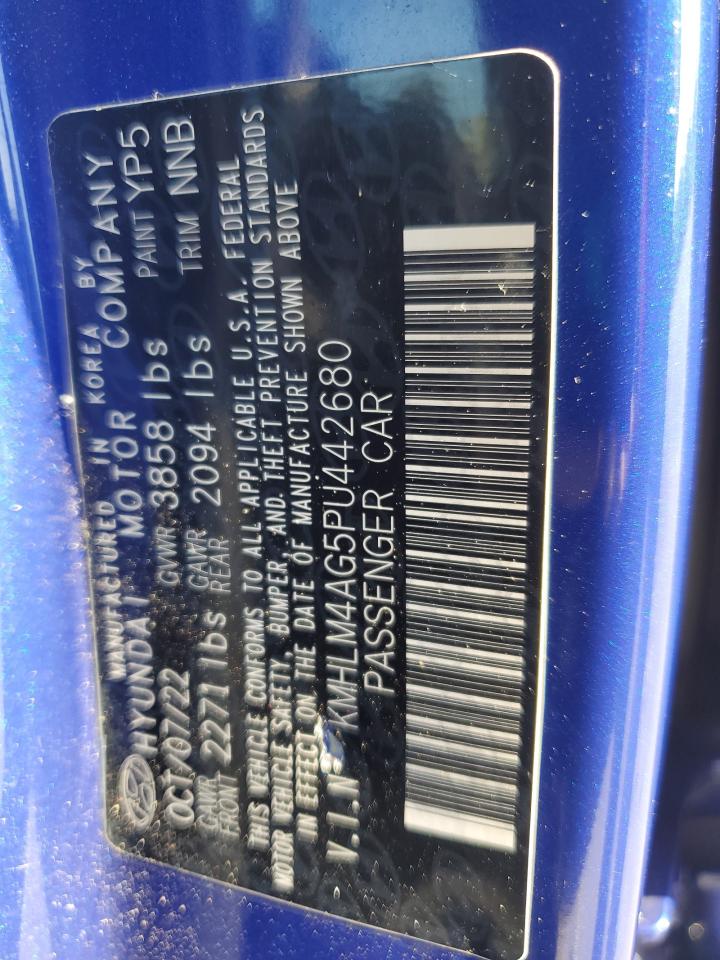 MANUFACTURED IN KOREA BY
HYUNDAI MOTOR COMPANY
OCT/07/22 GVWR 3858 lbs PAINT YP5
GAWR FRONT 2271 lbs GAWR REAR 2094 lbs TRIM NNB
THIS VEHICLE CONFORMS TO ALL APPLICABLE U.S.A. FEDERAL
MOTOR VEHICLE SAFETY, BUMPER, AND THEFT PREVENTION STANDARDS
IN EFFECT ON THE DATE OF MANUFACTURE SHOWN ABOVE
V.I.N KMHLM4AG5PU442680
PASSENGER CAR